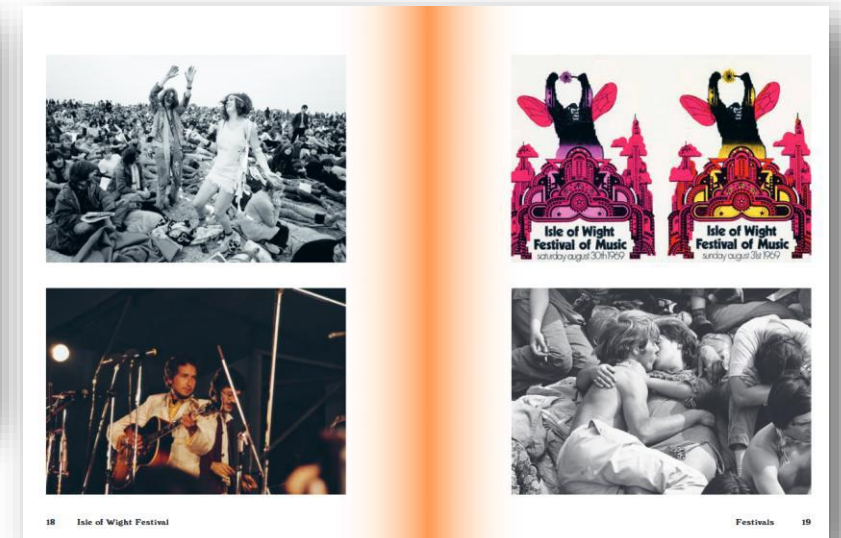 Isle of Wight
Festival of Music
saturday august 30th 1969
Isle of Wight
Festival of Music
sunday august 31st 1969
18 Isle of Wight Festival
Festivals 19